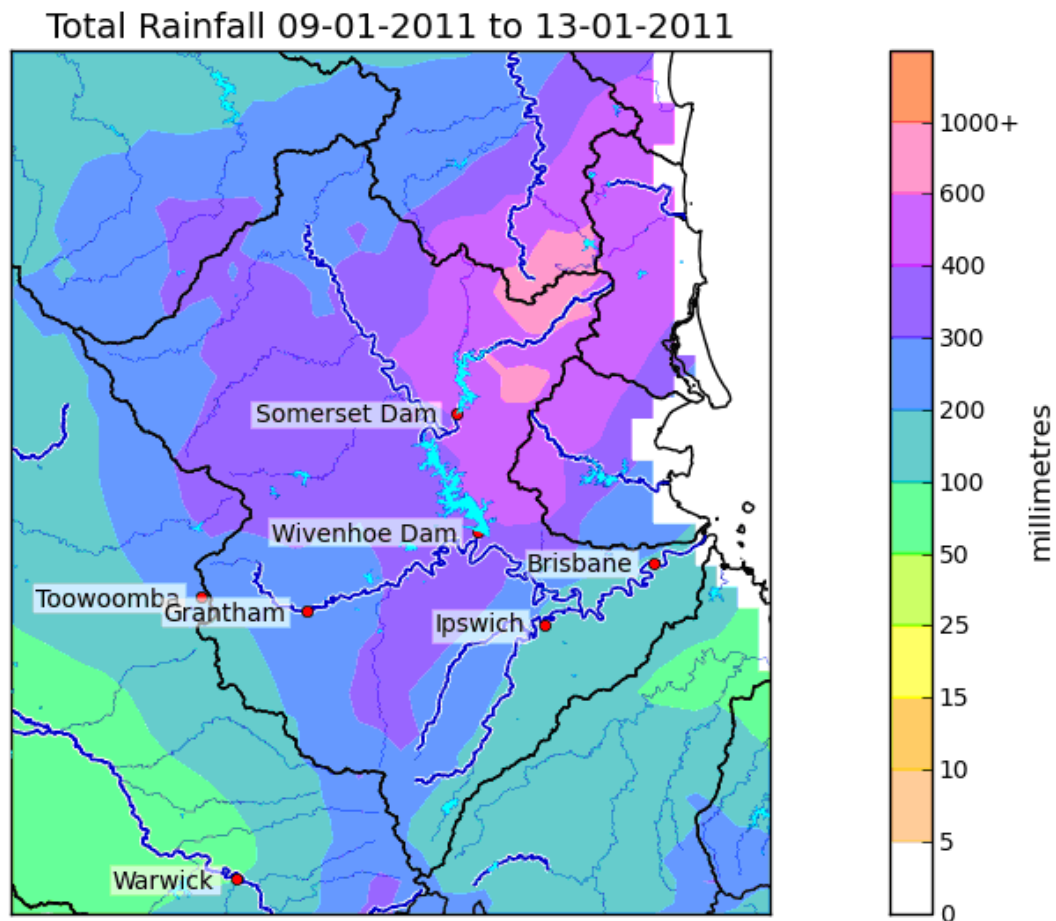 Total Rainfall 09-01-2011 to 13-01-2011
Somerset Dam
Wivenhoe Dam
Brisbane
Toowoomba
Grantham
Ipswich
Warwick
1000+
600
400
300
200
100
50
25
15
10
5
0
millimetres